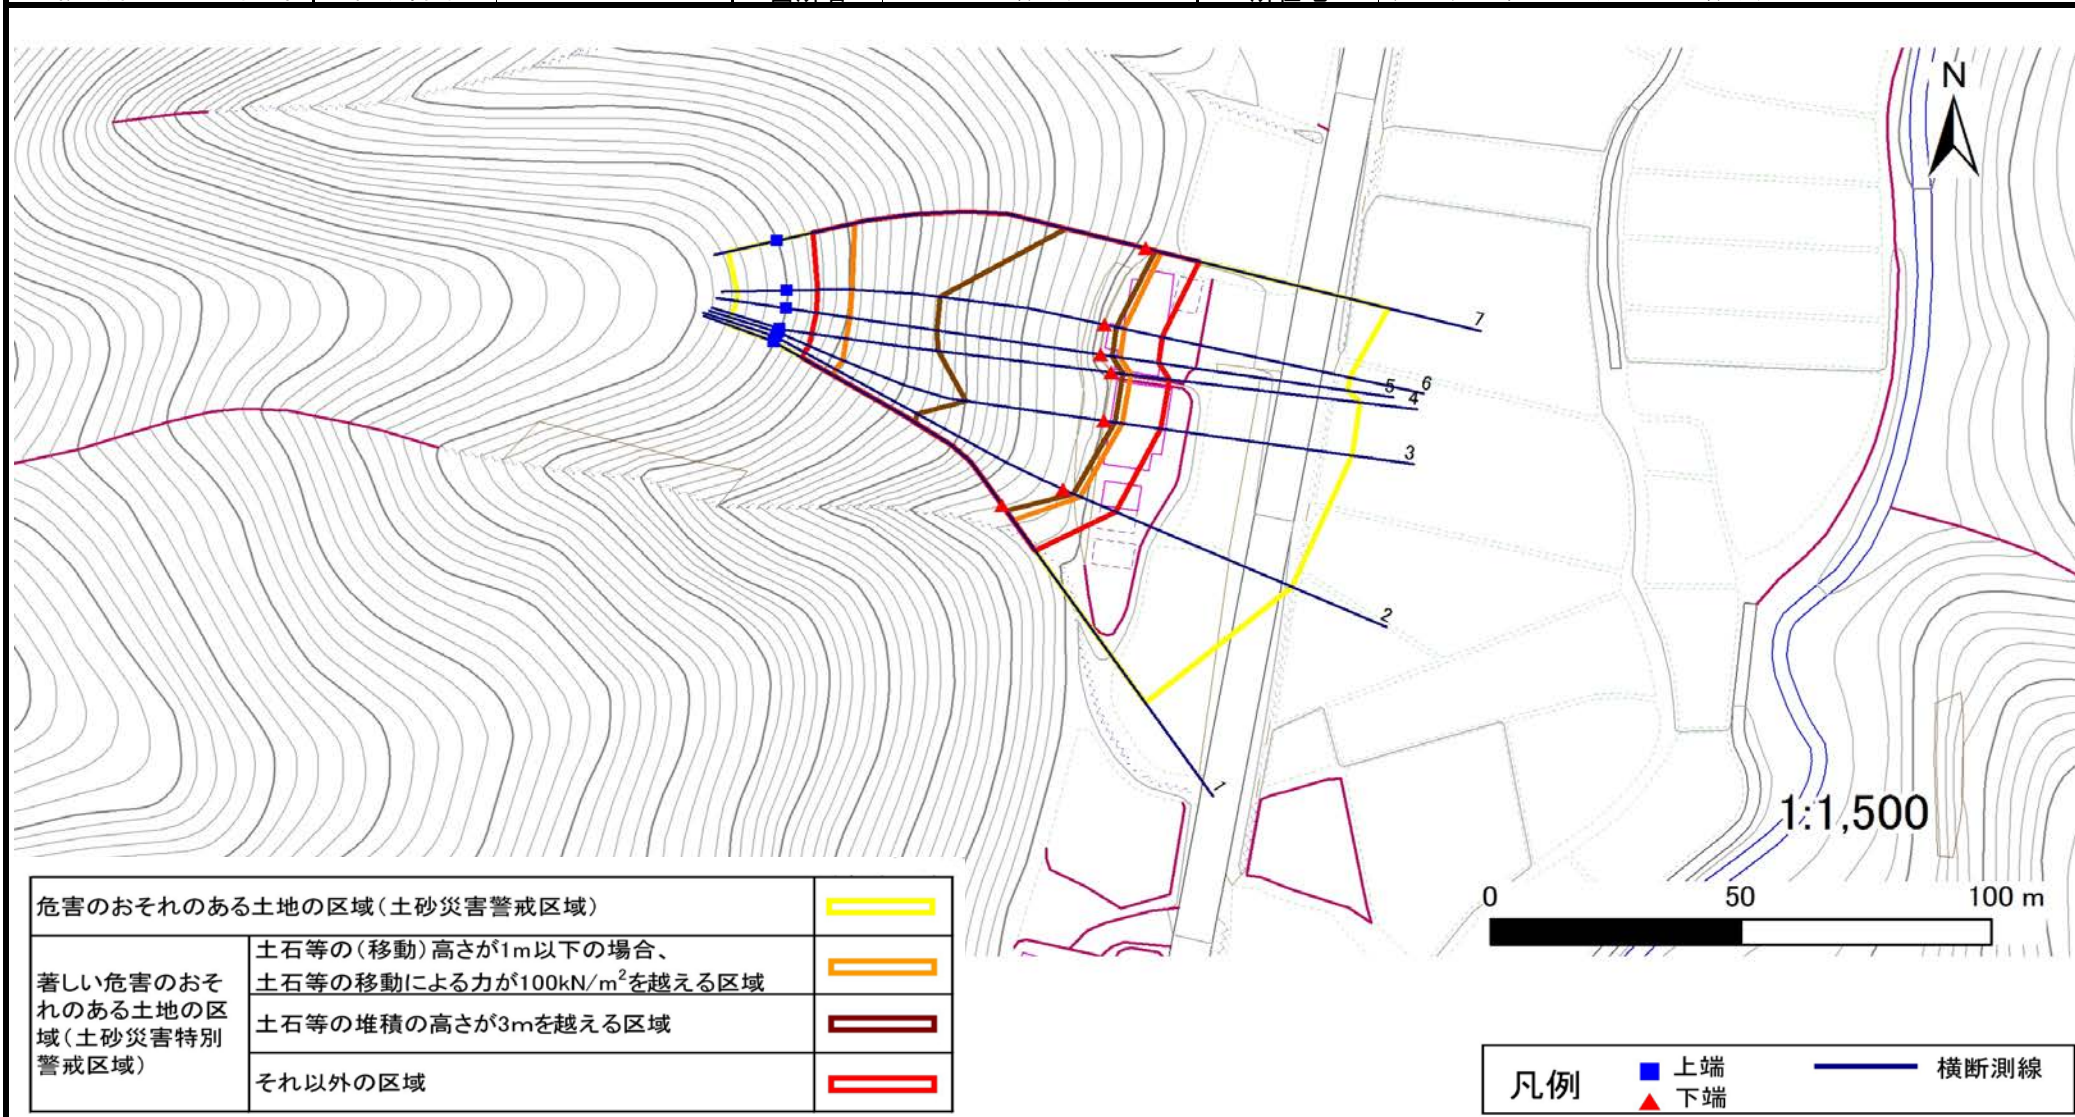 N
7
6
5
4
3
2
1
1:1,500
0 50 100 m
危害のおそれのある土地の区域(土砂災害警戒区域)
著しい危害のおそ
れのある土地の区
域(土砂災害特別
警戒区域)
土石等の(移動)高さが1m以下の場合、
土石等の移動による力が100kN/m²を越える区域
土石等の堆積の高さが3mを越える区域
それ以外の区域
凡例
上端
下端
横断測線